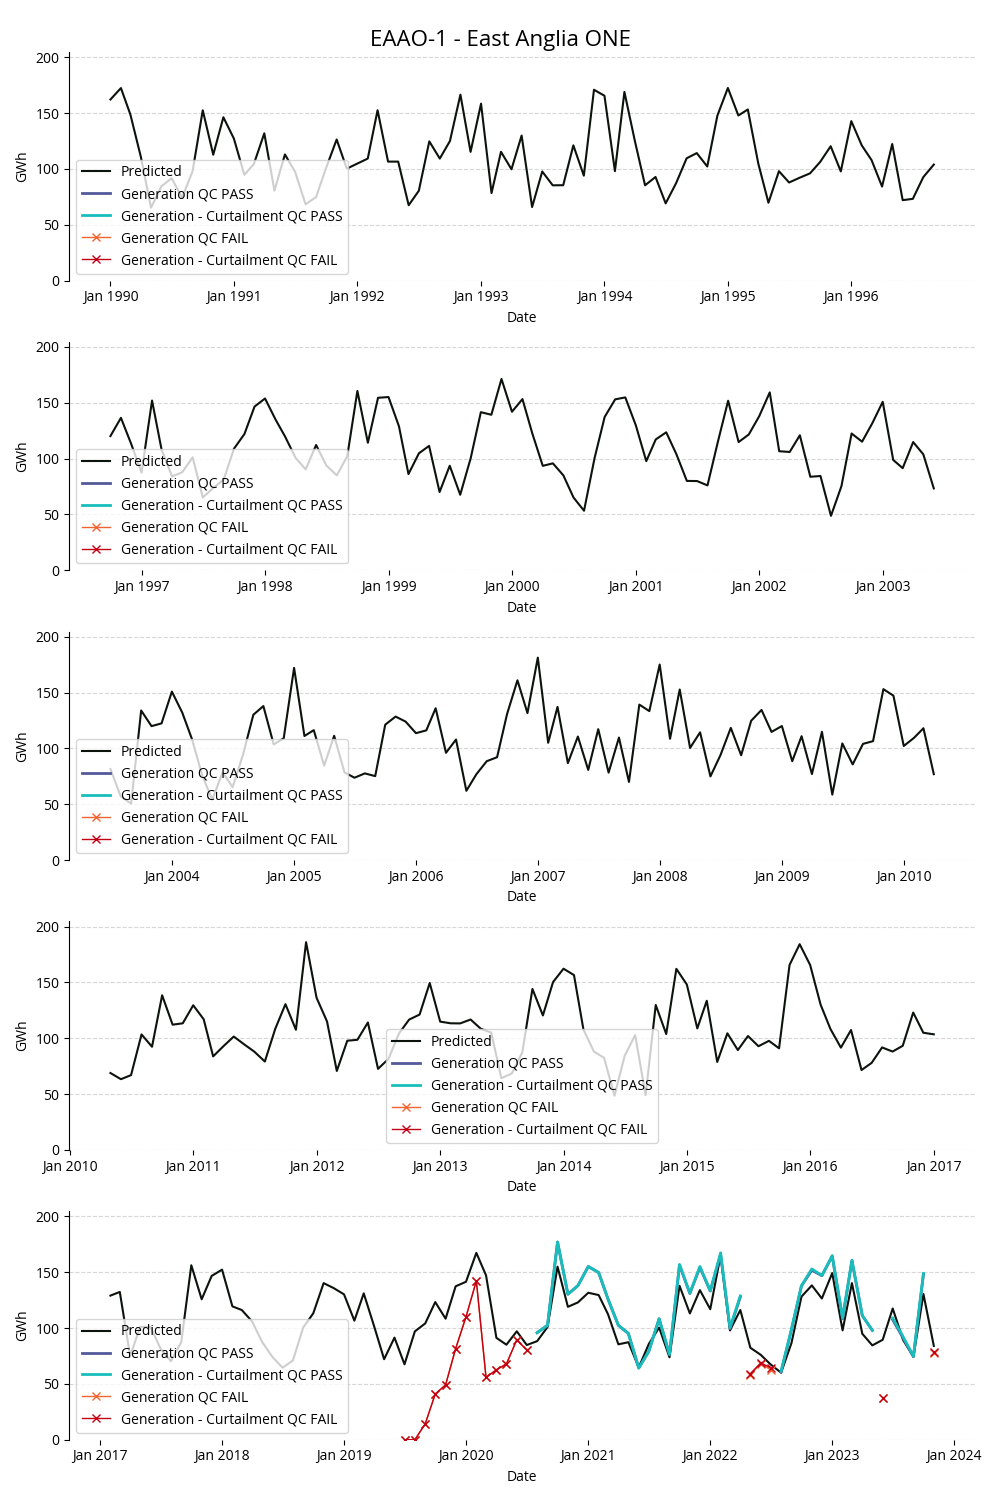 EAAO-1 - East Anglia ONE
200
150
100
50
0
GWh
Predicted
Generation QC PASS
Generation - Curtailment QC PASS
Generation QC FAIL
Generation - Curtailment QC FAIL
Jan 1990 Jan 1991 Jan 1992 Jan 1993 Jan 1994 Jan 1995 Jan 1996
Date
200
150
100
50
0
GWh
Predicted
Generation QC PASS
Generation - Curtailment QC PASS
Generation QC FAIL
Generation - Curtailment QC FAIL
Jan 1997 Jan 1998 Jan 1999 Jan 2000 Jan 2001 Jan 2002 Jan 2003
Date
200
150
100
50
0
GWh
Predicted
Generation QC PASS
Generation - Curtailment QC PASS
Generation QC FAIL
Generation - Curtailment QC FAIL
Jan 2004 Jan 2005 Jan 2006 Jan 2007 Jan 2008 Jan 2009 Jan 2010
Date
200
150
100
50
0
GWh
Predicted
Generation QC PASS
Generation - Curtailment QC PASS
Generation QC FAIL
Generation - Curtailment QC FAIL
Jan 2010 Jan 2011 Jan 2012 Jan 2013 Jan 2014 Jan 2015 Jan 2016 Jan 2017
Date
200
150
100
50
0
GWh
Predicted
Generation QC PASS
Generation - Curtailment QC PASS
Generation QC FAIL
Generation - Curtailment QC FAIL
Jan 2017 Jan 2018 Jan 2019 Jan 2020 Jan 2021 Jan 2022 Jan 2023 Jan 2024
Date